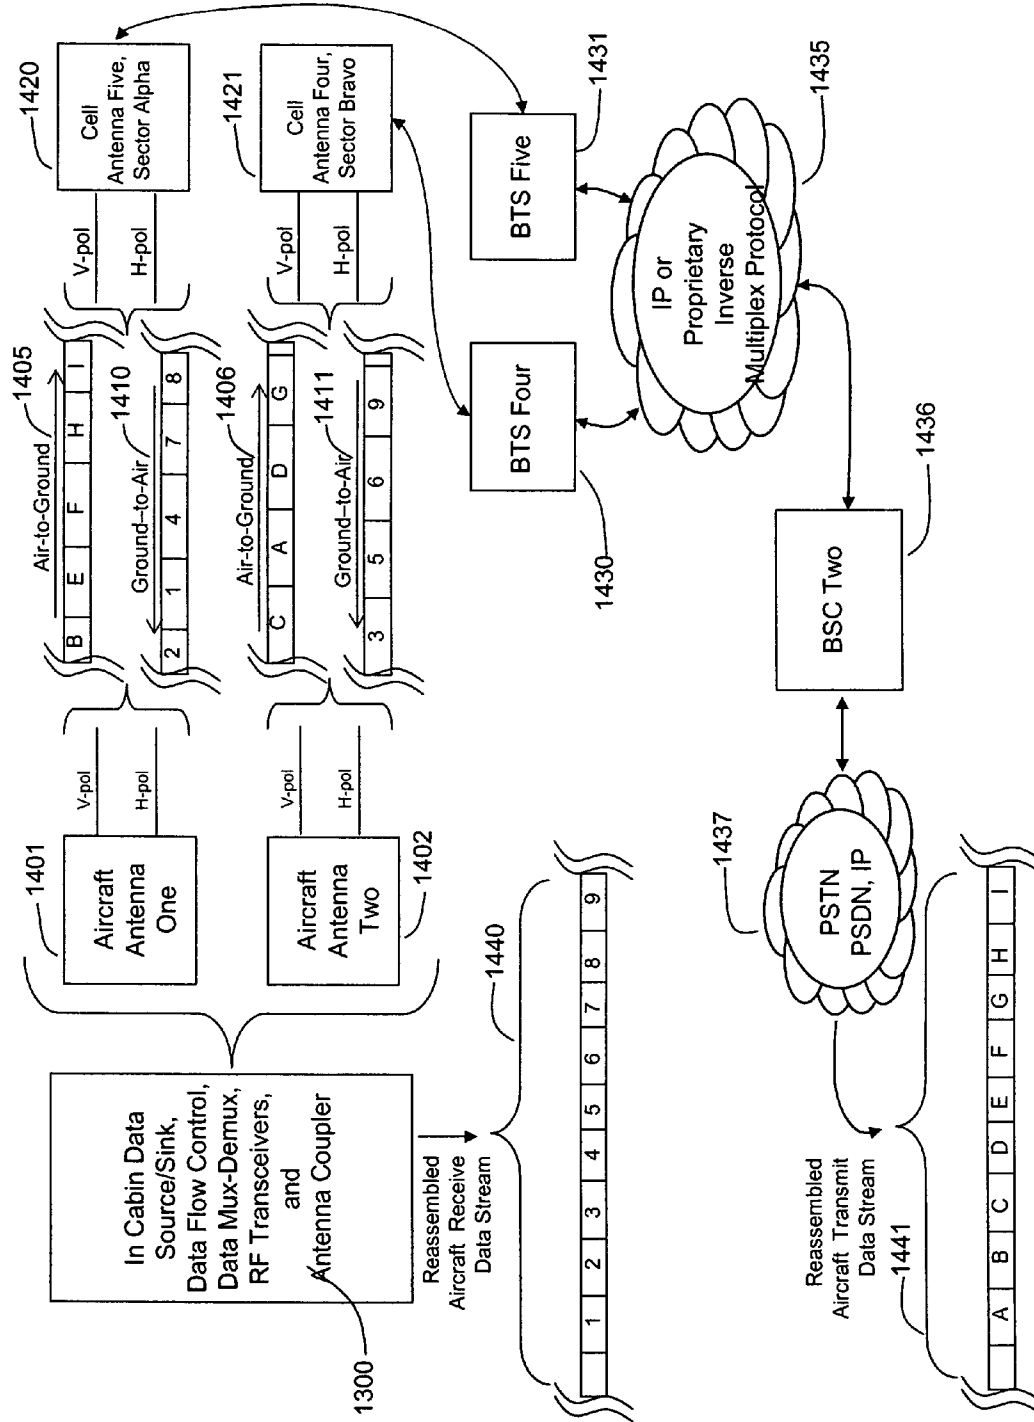 In Cabin Data
Source/Sink,
Data Flow Control,
Data Mux-Demux,
RF Transceivers,
and
Antenna Coupler
1300
1401
Aircraft
Antenna
One
V-pol
H-pol
Air-to-Ground
1405
B E F H I
Ground–to-Air
1410
2 1 4 7 8
V-pol
H-pol
1420
Cell
Antenna Five,
Sector Alpha
Aircraft
Antenna
Two
1402
V-pol
H-pol
Air-to-Ground
1406
C A D G
Ground-to-Air
1411
3 5 6 9
V-pol
H-pol
1421
Cell
Antenna Four,
Sector Bravo
Reassembled
Aircraft Receive
Data Stream
1440
1 2 3 4 5 6 7 8 9
BTS Four
1430
BTS Five
1431
IP or
Proprietary
Inverse
Multiplex Protocol
1435
BSC Two
1436
1437
PSTN
PSDN, IP
Reassembled
Aircraft Transmit
Data Stream
1441
A B C D E F G H I